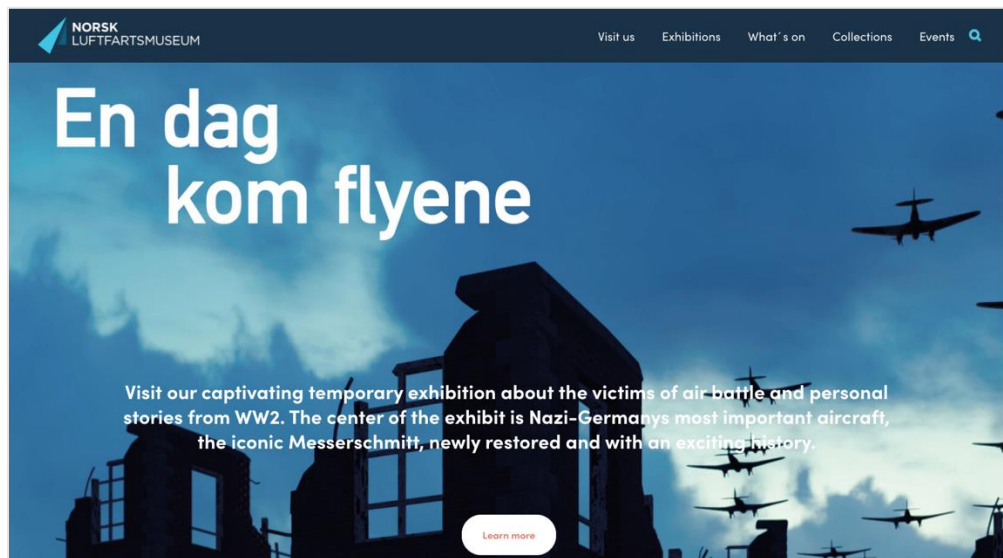 NORSK
LUFTFARTSMUSEUM
Visit us
Exhibitions
What´s on
Collections
Events
En dag
kom flyene
Visit our captivating temporary exhibition about the victims of air battle and personal
stories from WW2. The center of the exhibit is Nazi-Germanys most important aircraft,
the iconic Messerschmitt, newly restored and with an exciting history.
Learn more